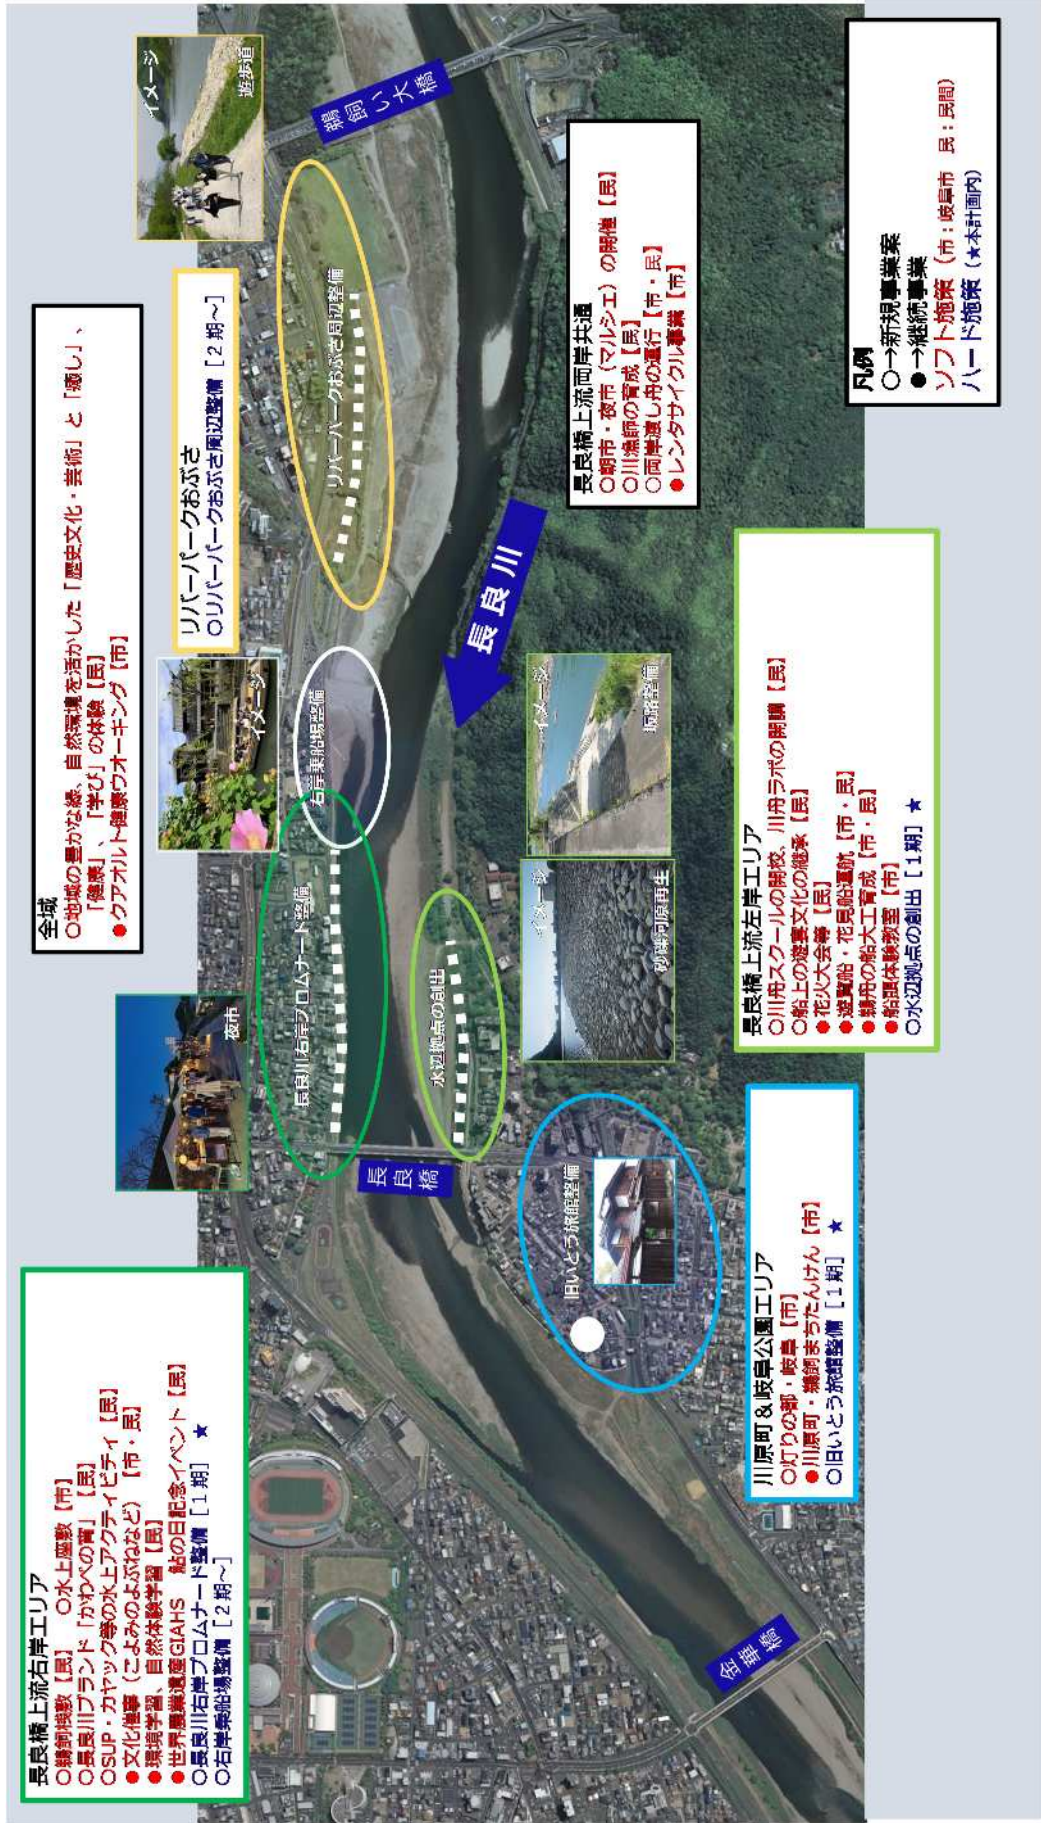 長良橋上流右岸エリア
○鵜飼桟敷【民】 ○水上座敷【市】
○長良川ブランド「かわべの宵」【民】
○SUP・カヤック等の水上アクティビティ【民】
●文化催事（こよみのよぶねなど）【市・民】
●環境学習、自然体験学習【民】
●世界農業遺産GIAHS 鮎の日記念イベント【民】
○長良川右岸プロムナード整備［1期］ ★
○右岸乗船場整備［2期～］
夜市
全域
○地域の豊かな緑、自然環境を活かした「歴史文化・芸術」と「癒し」、
「健康」、「学び」の体験【民】
●クアオルト健康ウオーキング【市】
イメージ
リバーパークおぶさ
○リバーパークおぶさ周辺整備［2期～］
イメージ
遊歩道
長良川右岸プロムナード整備
右岸乗船場整備
リバーパークおぶさ周辺整備
鵜飼い大橋
長良橋
水辺拠点の創出
長良川
金華橋
旧いとう旅館整備
イメージ
砂礫河原再生
イメージ
坂路整備
長良橋上流両岸共通
○朝市・夜市（マルシェ）の開催【民】
○川漁師の育成【民】
○両岸渡し舟の運行【市・民】
●レンタサイクル事業【市】
川原町＆岐阜公園エリア
○灯りの都・岐阜【市】
●川原町・鵜飼まちたんけん【市】
○旧いとう旅館整備［1期］ ★
長良橋上流左岸エリア
○川舟スクールの開校、川舟ラボの開講【民】
○船上の遊宴文化の継承【民】
●花火大会等【民】
●遊覧船・花見船運航【市・民】
●鵜舟の船大工育成【市・民】
●船頭体験教室【市】
○水辺拠点の創出［1期］ ★
凡例
○→新規事業案
●→継続事業
ソフト施策（市：岐阜市 民：民間）
ハード施策（★本計画内）